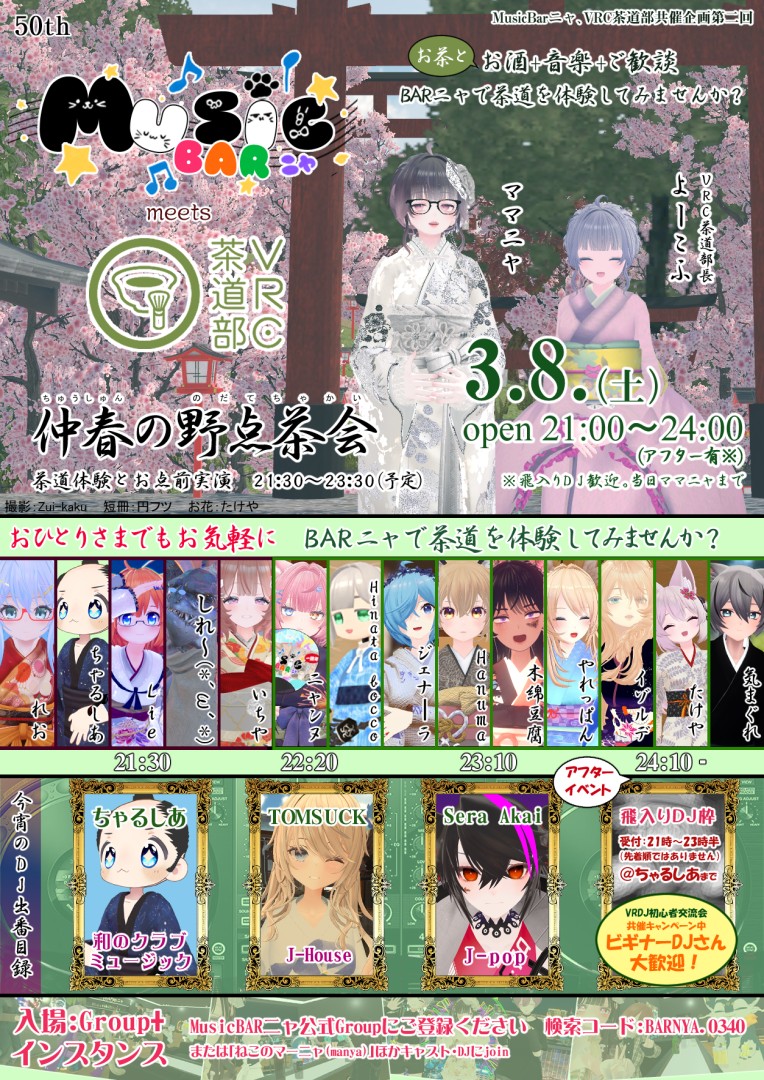 50th
MusicBarニャ、VRC茶道部共催企画第二回
お茶と お酒+音楽+ご歓談
BARニャで茶道を体験してみませんか？
MUSIC
BARニャ
meets
VRC
茶道部
ママニャ
VRC茶道部長
よーこふ
3.8.(土)
open 21:00～24:00
(アフター有※)
※飛入りDJ歓迎。当日ママニャまで
ちゅうしゅん のだてちゃかい
仲春の野点茶会
茶道体験とお点前実演 21:30～23:30(予定)
撮影:Zui-kaku 短冊:円フツ お花:たけや
おひとりさまでもお気軽に BARニャで茶道を体験してみませんか？
れお
ちゃるしあ
Lie
しれ～(*´ω`*)
いちや
ニャンヌ
Hinata bocco
ジェナーラ
Hanuma
木綿豆腐
やれっぱん
イゾルデ
たけや
気まぐれ
21:30
22:20
23:10
アフター
イベント
24:10 -
今宵のDJ出番目録
ちゃるしあ
和のクラブ
ミュージック
TOMSUCK
J-House
Sera Akai
J-pop
飛入りDJ枠
受付：21時～23時半
(先着順ではありません)
@ちゃるしあまで
VRDJ初心者交流会
共催キャンペーン中
ビギナーDJさん
大歓迎！
入場:Group+
インスタンス
MusicBARニャ公式Groupにご登録ください 検索コード:BARNYA.0340
または「ねこのマーニャ(manya)」ほかキャスト・DJにjoin